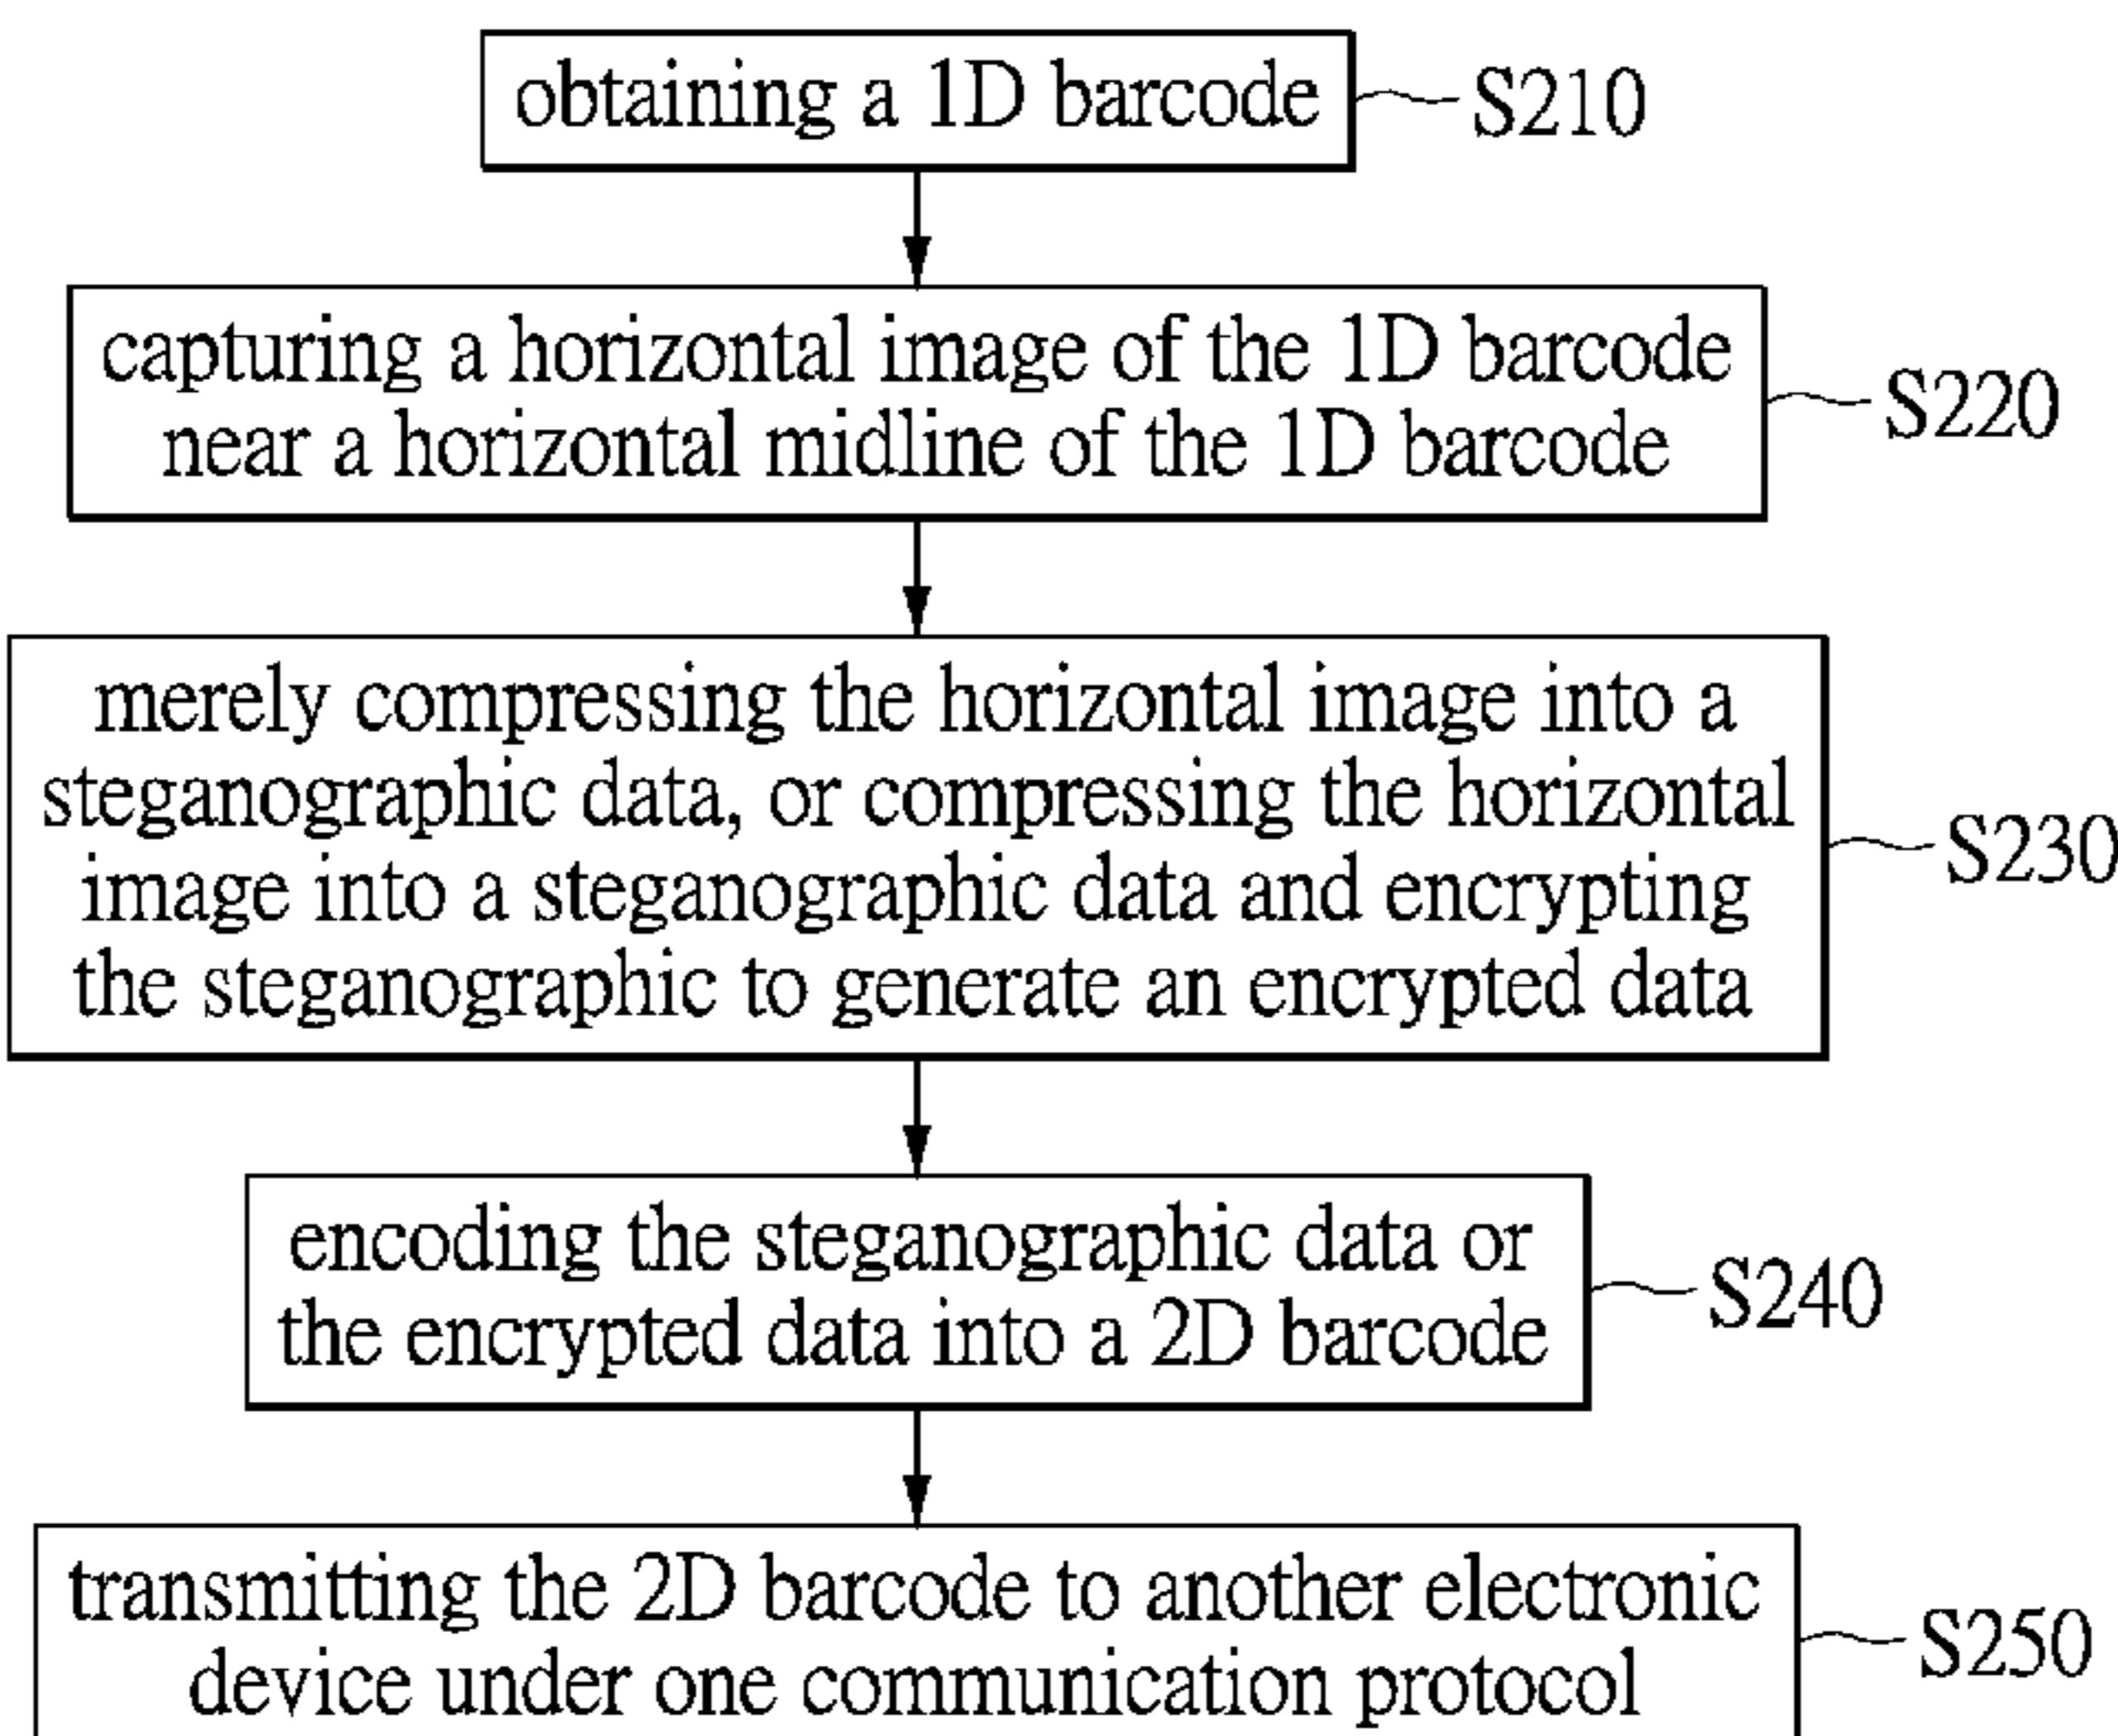 obtaining a 1D barcode
S210
capturing a horizontal image of the 1D barcode
near a horizontal midline of the 1D barcode
S220
merely compressing the horizontal image into a
steganographic data, or compressing the horizontal
image into a steganographic data and encrypting
the steganographic to generate an encrypted data
S230
encoding the steganographic data or
the encrypted data into a 2D barcode
S240
transmitting the 2D barcode to another electronic
device under one communication protocol
S250